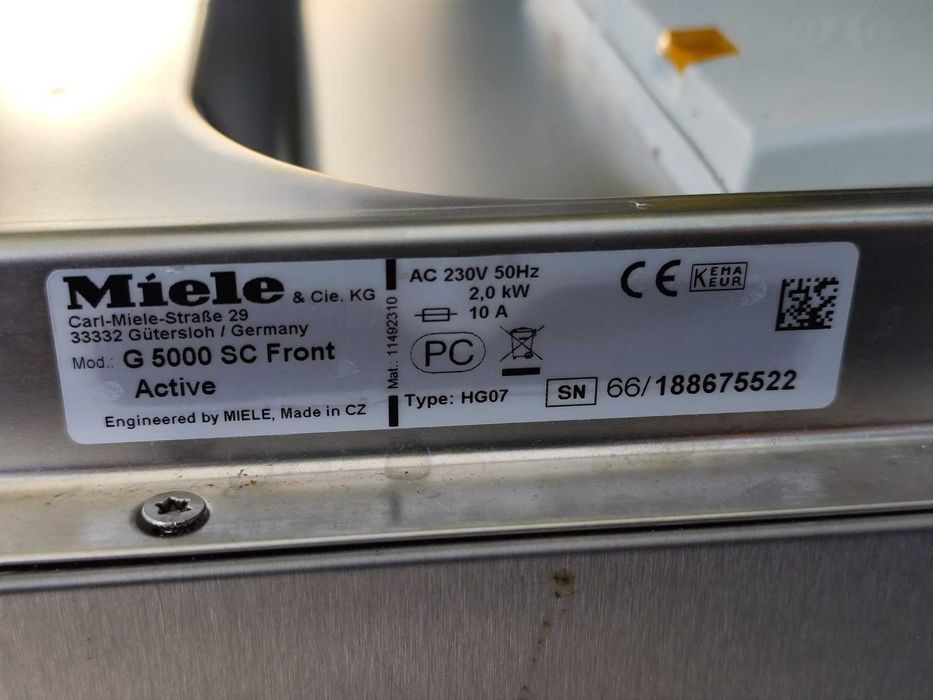 Miele & Cie. KG
Carl-Miele-Straße 29
33332 Gütersloh / Germany
Mod.: G 5000 SC Front
Active
Engineered by MIELE, Made in CZ
Mat.: 11492310
AC 230V 50Hz
2,0 kW
10 A
PC
Type: HG07
CE KEMA
KEUR
SN 66/188675522